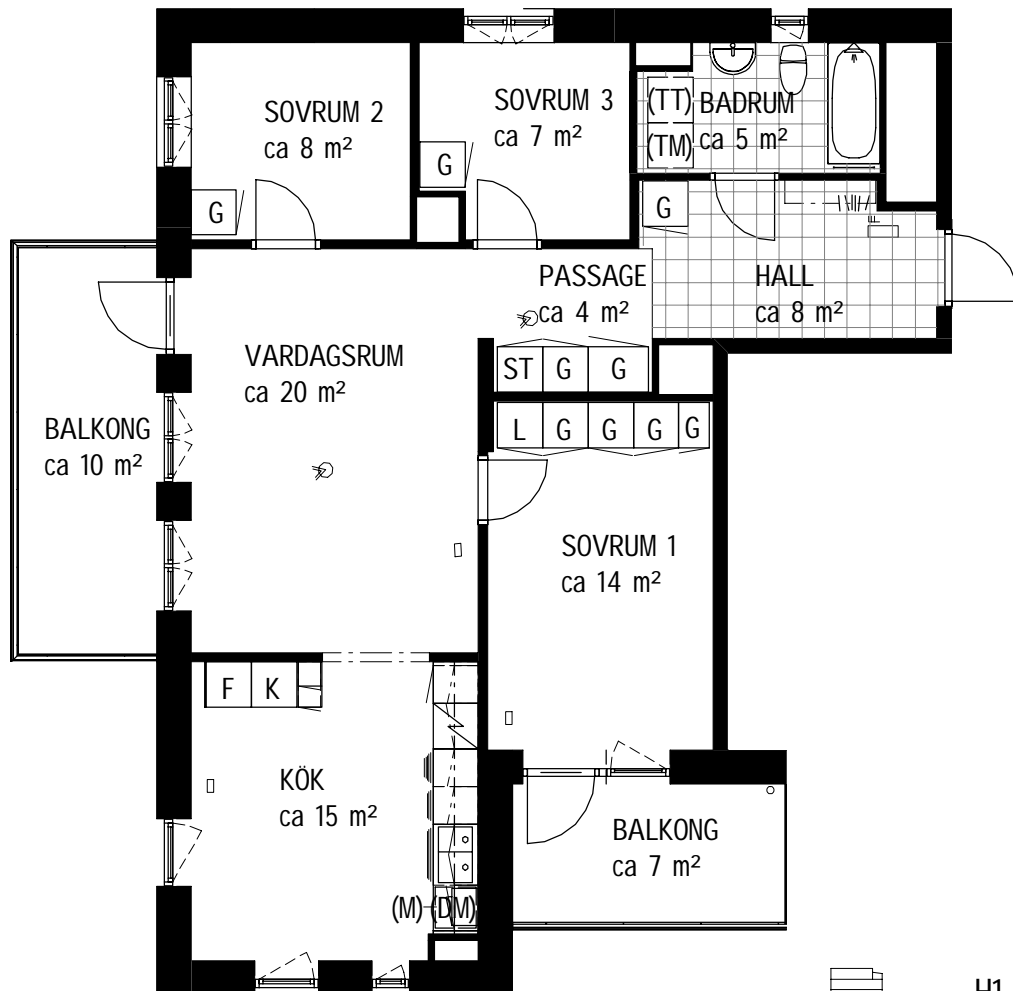 SOVRUM 2
ca 8 m²
SOVRUM 3
ca 7 m²
(TT)
(TM)
BADRUM
ca 5 m²
G
G
G
PASSAGE
ca 4 m²
HALL
ca 8 m²
VARDAGSRUM
ca 20 m²
ST G G
BALKONG
ca 10 m²
L G G G G
SOVRUM 1
ca 14 m²
F K
KÖK
ca 15 m²
BALKONG
ca 7 m²
(M) (DM)
H1